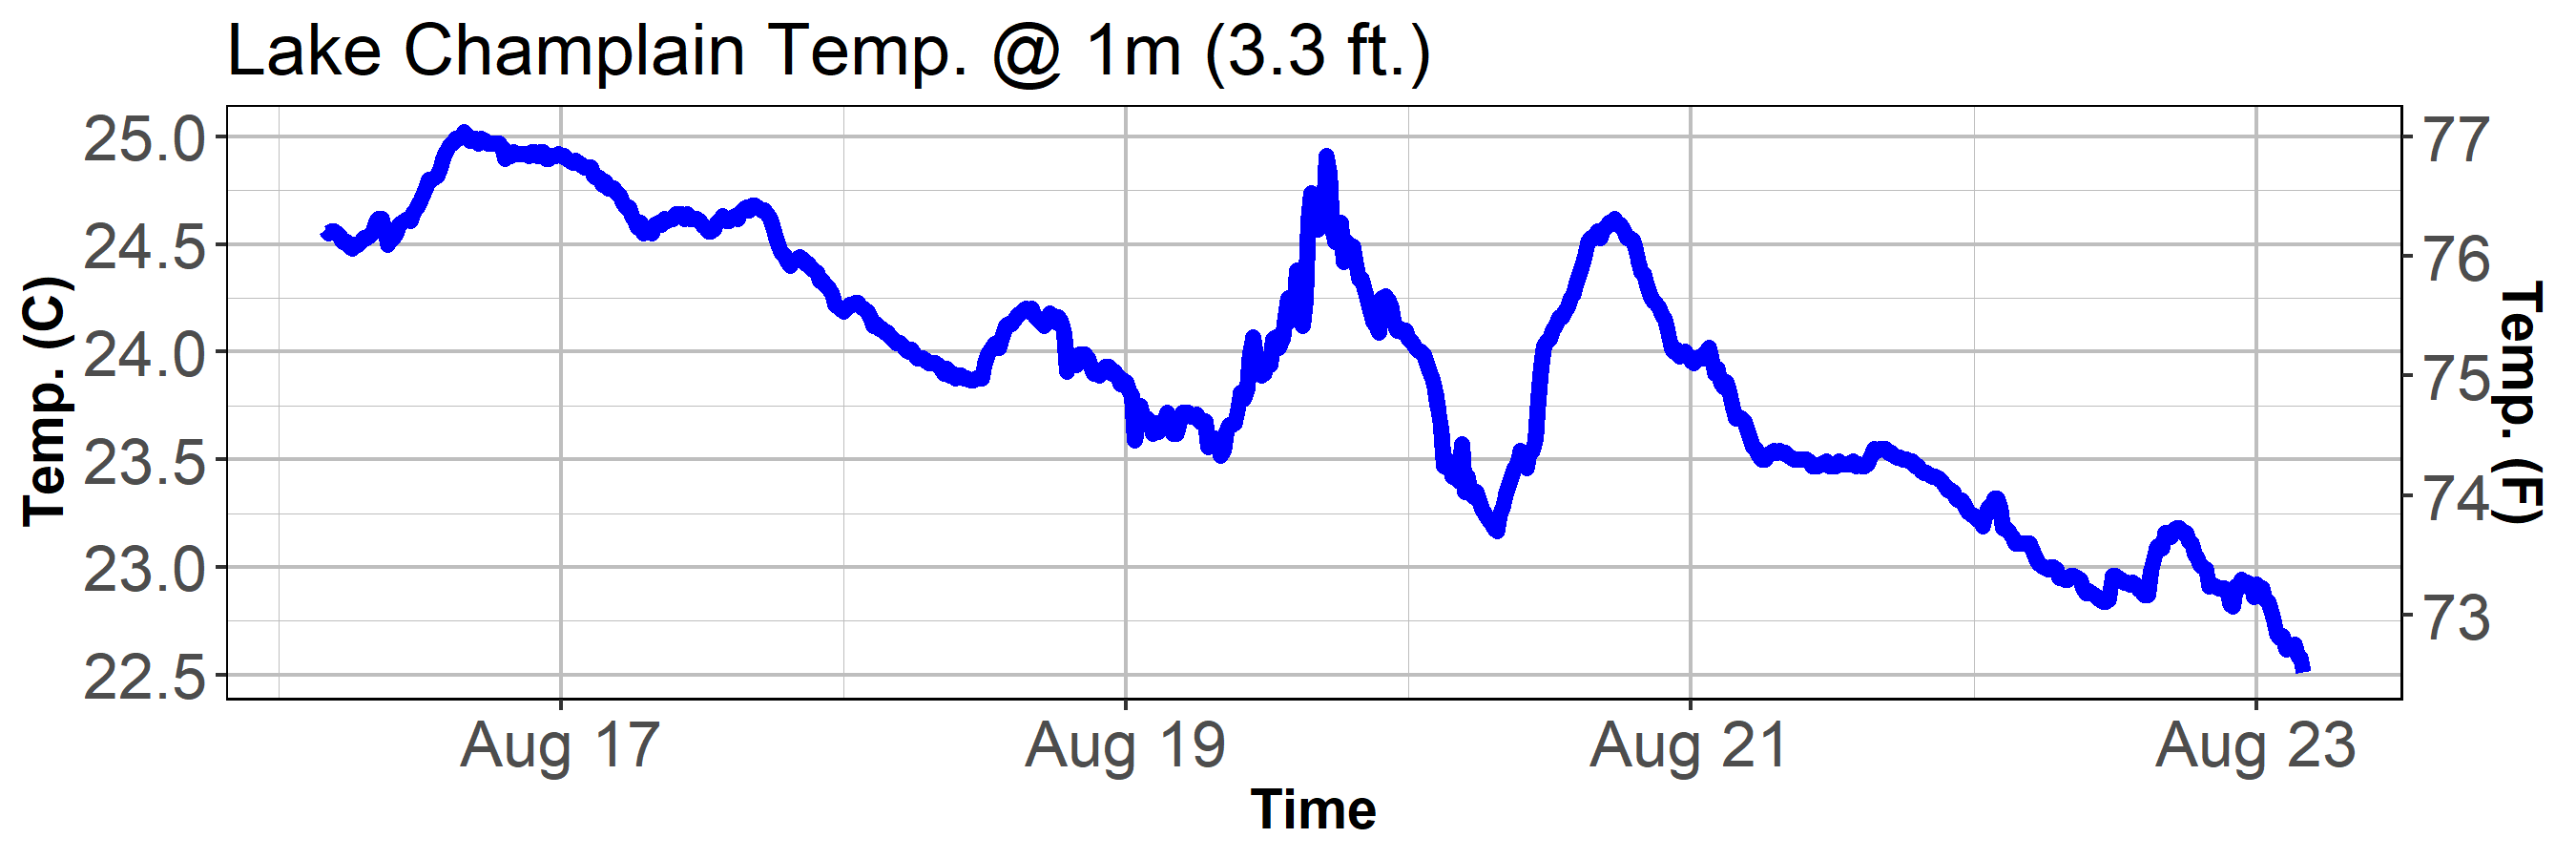 Lake Champlain Temp. @ 1m (3.3 ft.)
Temp. (C)
25.0
24.5
24.0
23.5
23.0
22.5
77
76
75
74
73
Temp. (F)
Aug 17 Aug 19 Aug 21 Aug 23
Time